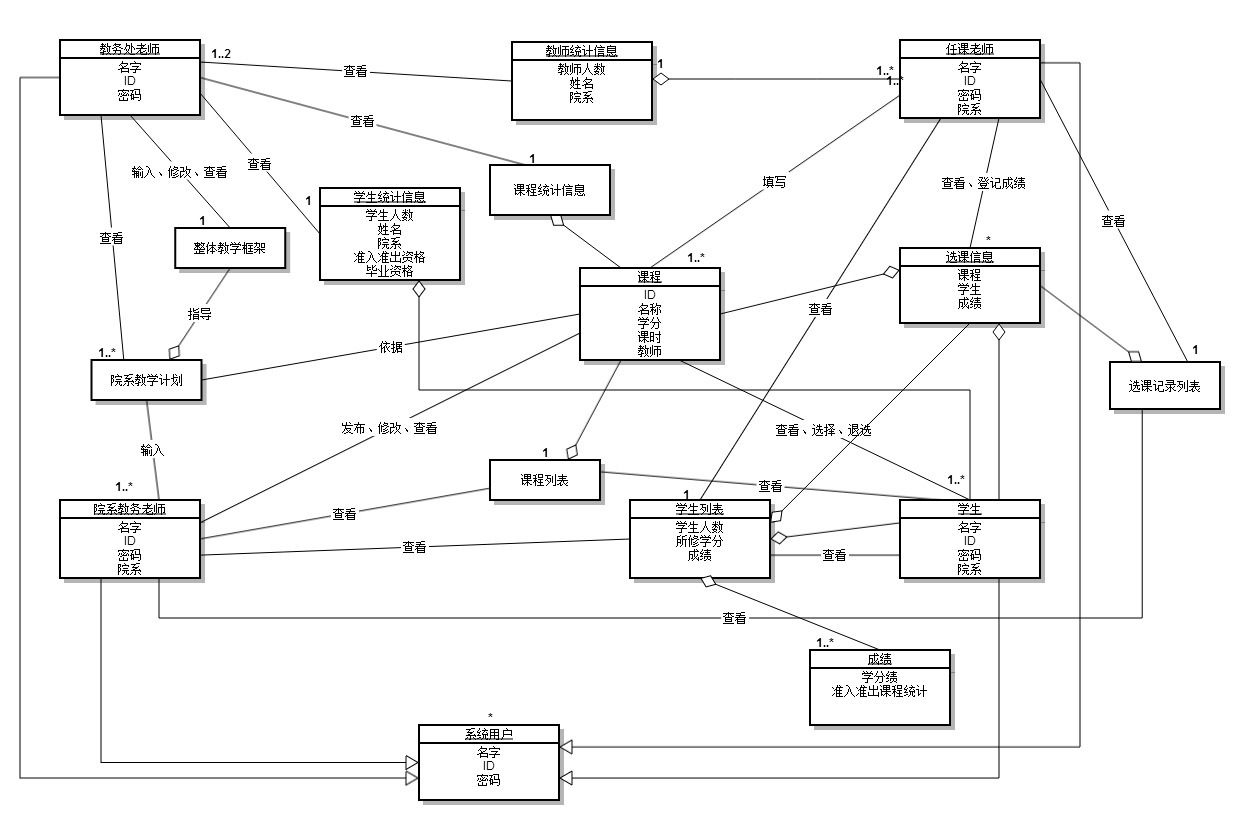 教务处老师
名字
ID
密码
1..2
查看
教师统计信息
教师人数
姓名
院系
1
1..*
1..*
任课老师
名字
ID
密码
院系
查看
查看
输入、修改、查看
1
课程统计信息
填写
查看、登记成绩
查看
1
学生统计信息
学生人数
姓名
院系
准入准出资格
毕业资格
1
整体教学框架
查看
指导
1..*
课程
ID
名称
学分
课时
教师
*
选课信息
课程
学生
成绩
查看
1..*
院系教学计划
依据
1
选课记录列表
发布、修改、查看
查看、选择、退选
输入
1
课程列表
查看
1..*
1..*
院系教务老师
名字
ID
密码
院系
查看
查看
1
学生列表
学生人数
所修学分
成绩
查看
学生
名字
ID
密码
院系
查看
1..*
成绩
学分绩
准入准出课程统计
*
系统用户
名字
ID
密码